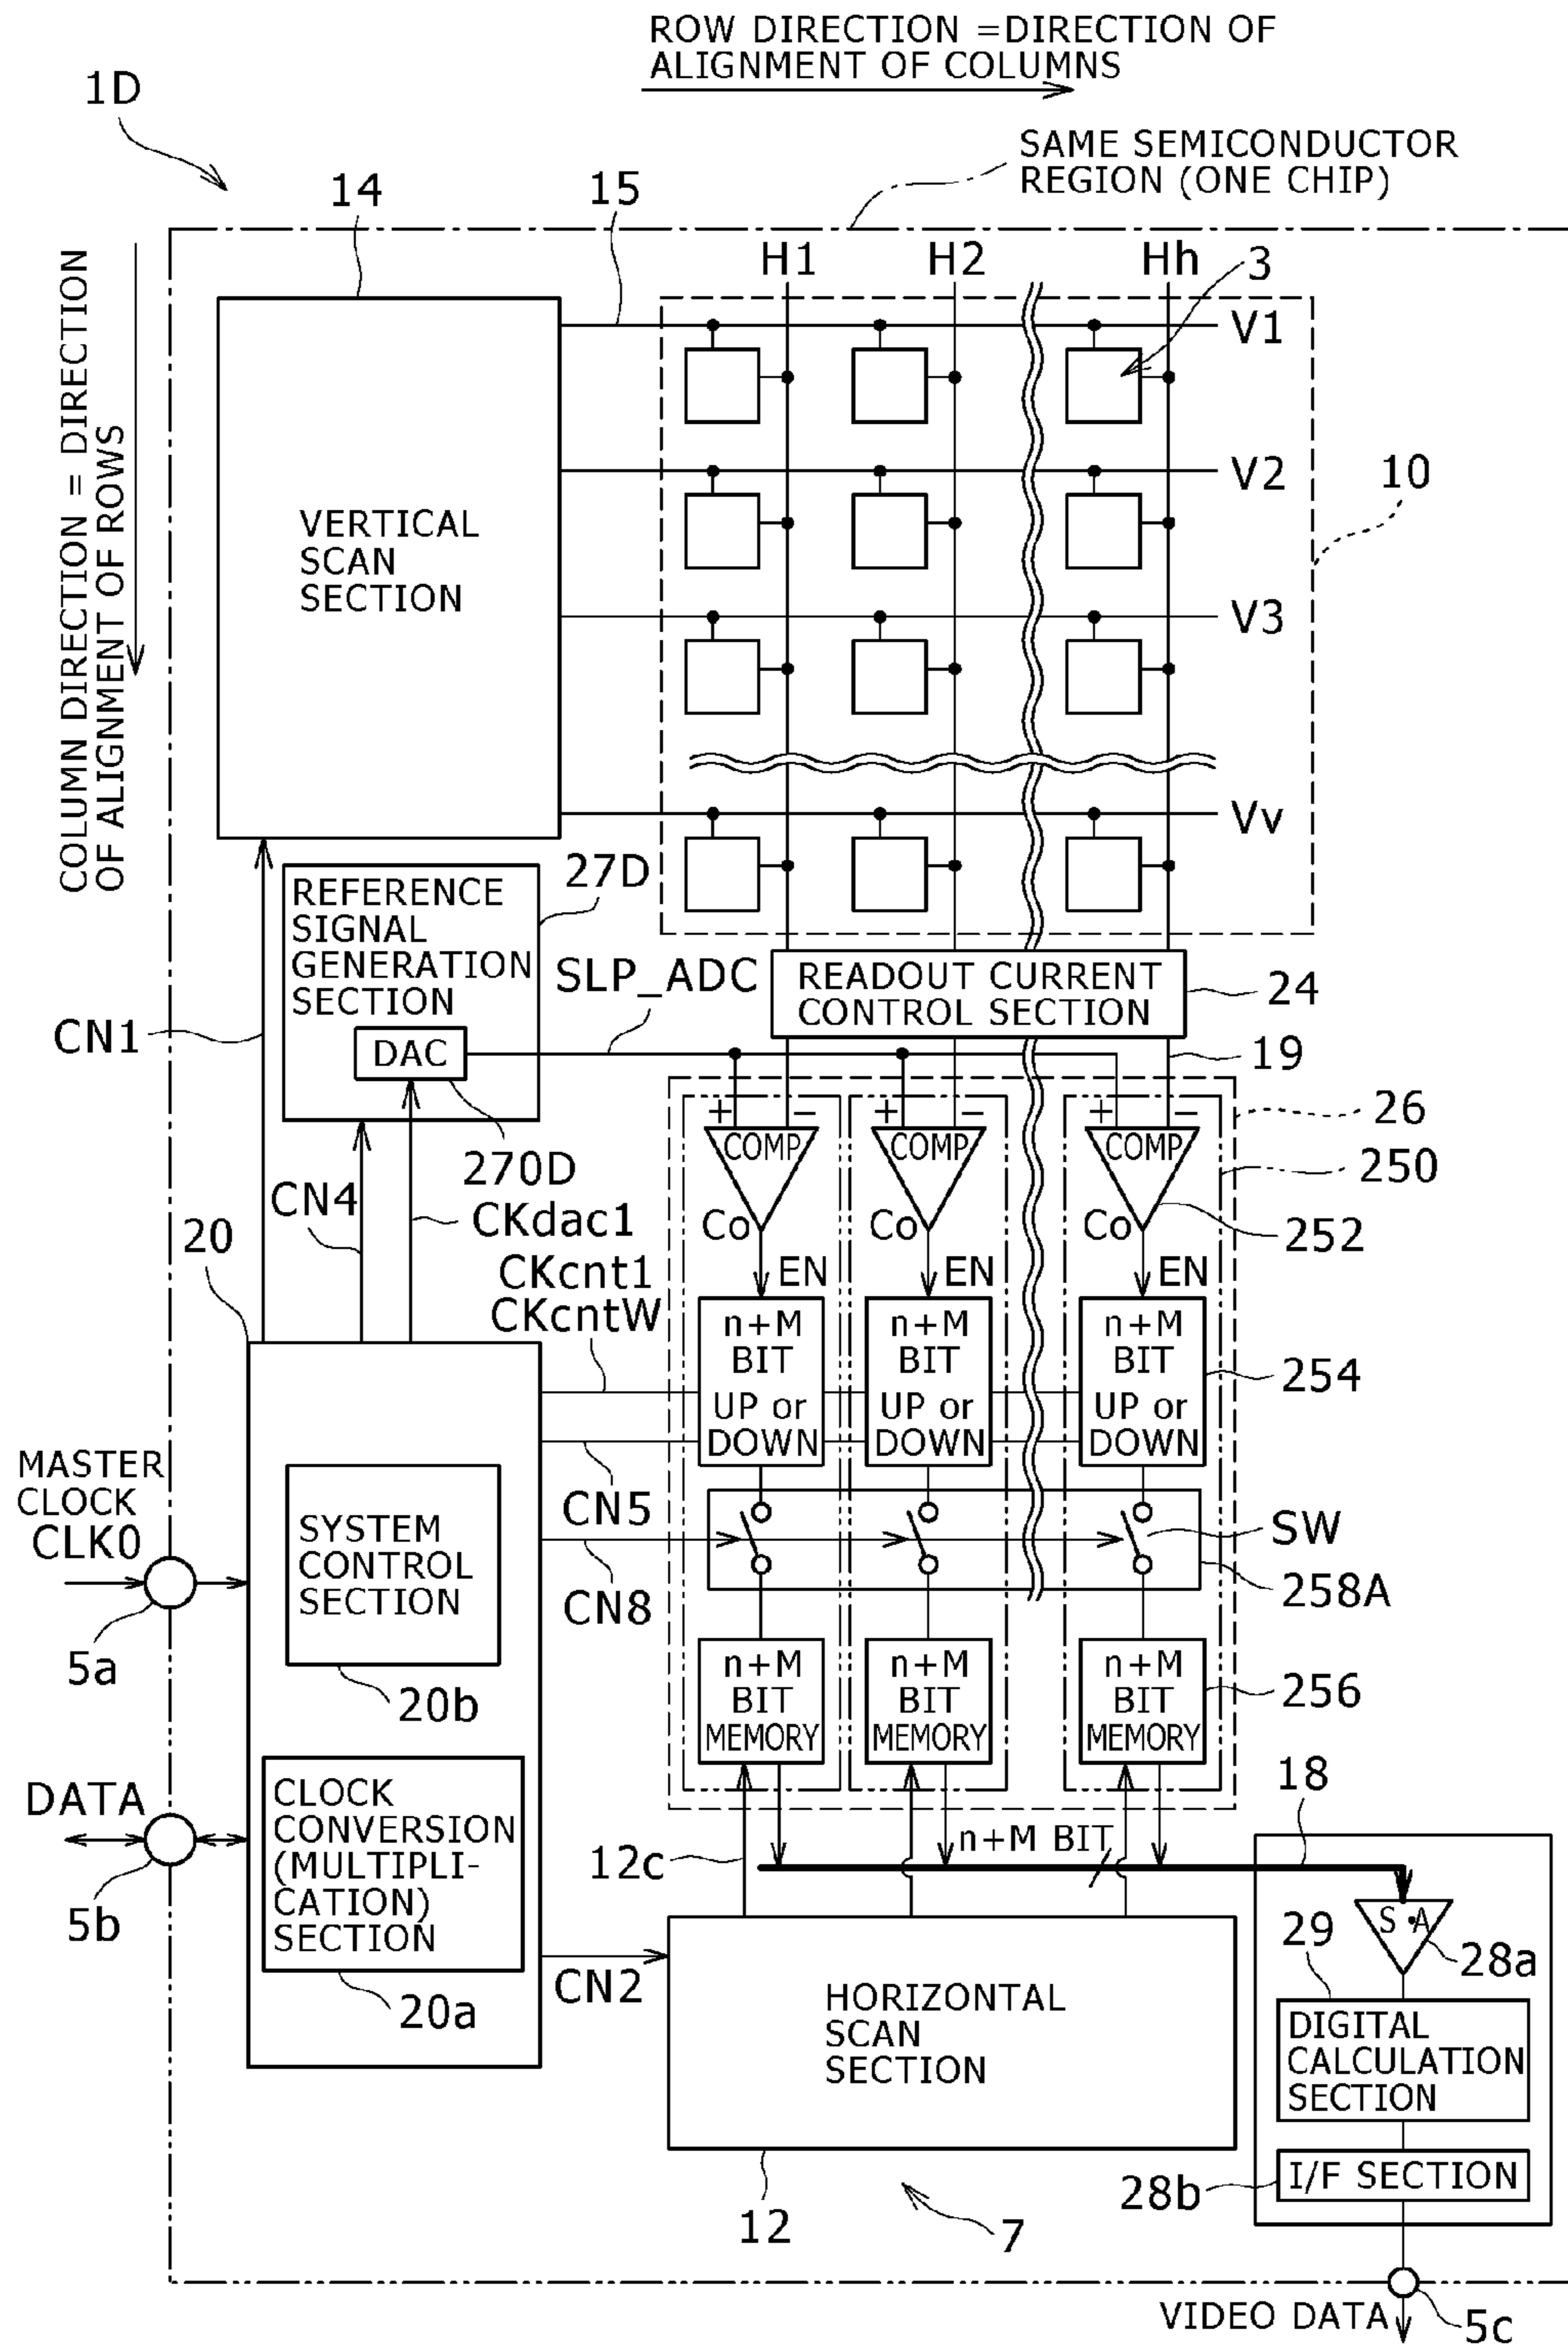 ROW DIRECTION =DIRECTION OF
ALIGNMENT OF COLUMNS
1D
SAME SEMICONDUCTOR
REGION (ONE CHIP)
14
15
H1
H2
Hh
3
COLUMN DIRECTION = DIRECTION
OF ALIGNMENT OF ROWS
V1
V2
10
VERTICAL
SCAN
SECTION
V3
Vv
27D
REFERENCE
SIGNAL
GENERATION
SECTION
SLP_ADC
READOUT CURRENT
CONTROL SECTION
24
CN1
DAC
19
26
+ −
+ −
+ −
COMP
COMP
COMP
250
270D
CN4
CKdac1
Co
Co
Co
252
20
CKcnt1
CKcntW
EN
EN
EN
n+M
BIT
UP or
DOWN
n+M
BIT
UP or
DOWN
n+M
BIT
UP or
DOWN
254
MASTER
CLOCK
CLK0
CN5
SYSTEM
CONTROL
SECTION
SW
258A
CN8
5a
20b
n+M
BIT
MEMORY
n+M
BIT
MEMORY
n+M
BIT
MEMORY
256
DATA
CLOCK
CONVERSION
(MULTIPLI-
CATION)
SECTION
18
n+M BIT
12c
5b
S•A
28a
29
CN2
20a
HORIZONTAL
SCAN
SECTION
DIGITAL
CALCULATION
SECTION
I/F SECTION
28b
12
7
VIDEO DATA
5c